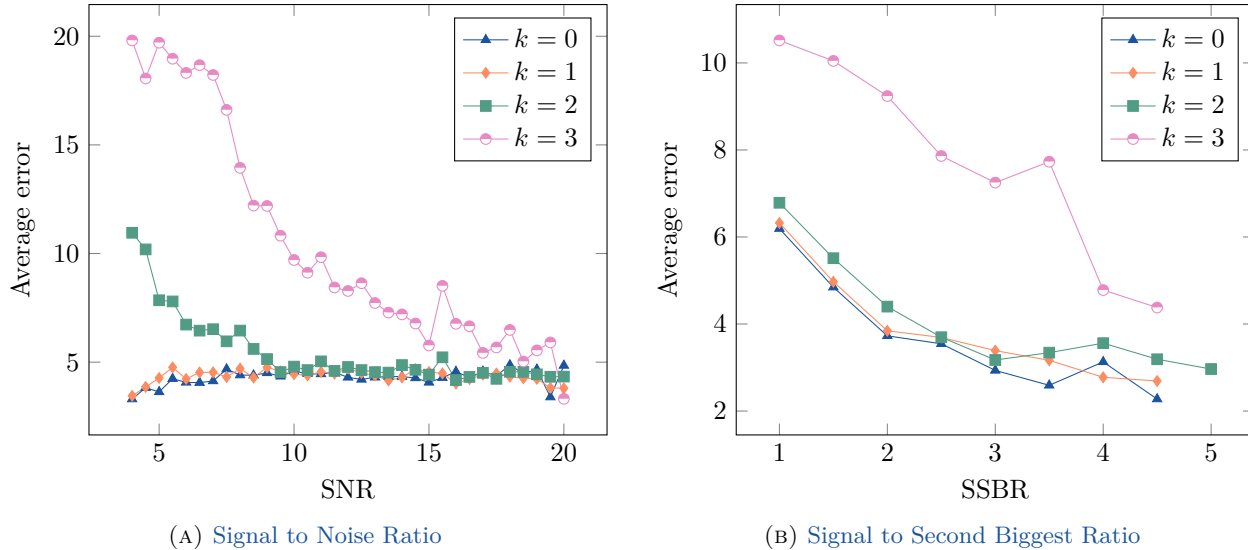 20
15
10
5
5
10
15
20
Average error
SNR
k = 0
k = 1
k = 2
k = 3
(A) Signal to Noise Ratio
10
8
6
4
2
1
2
3
4
5
Average error
SSBR
k = 0
k = 1
k = 2
k = 3
(B) Signal to Second Biggest Ratio